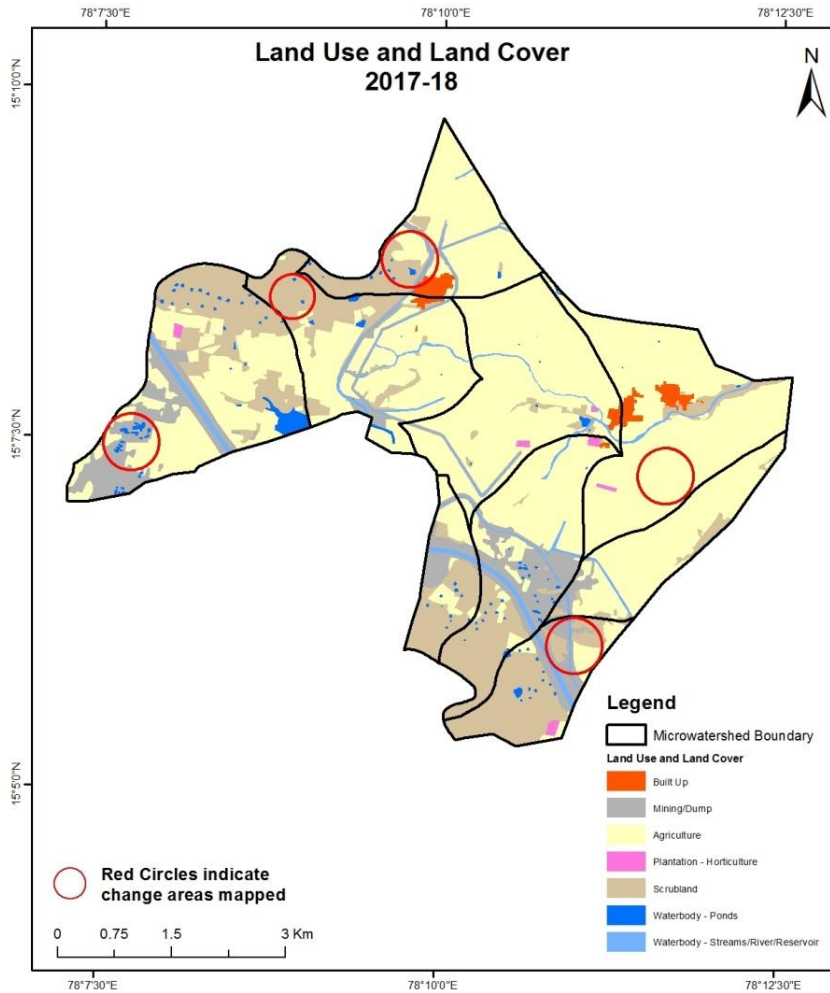 78°7'30"E
78°10'0"E
78°12'30"E
Land Use and Land Cover
2017-18
N
15°10'0"N
15°7'30"N
15°5'0"N
Legend
Microwatershed Boundary
Land Use and Land Cover
Built Up
Mining/Dump
Agriculture
Plantation - Horticulture
Scrubland
Waterbody - Ponds
Waterbody - Streams/River/Reservoir
Red Circles indicate
change areas mapped
0 0.75 1.5 3 Km
78°7'30"E
78°10'0"E
78°12'30"E